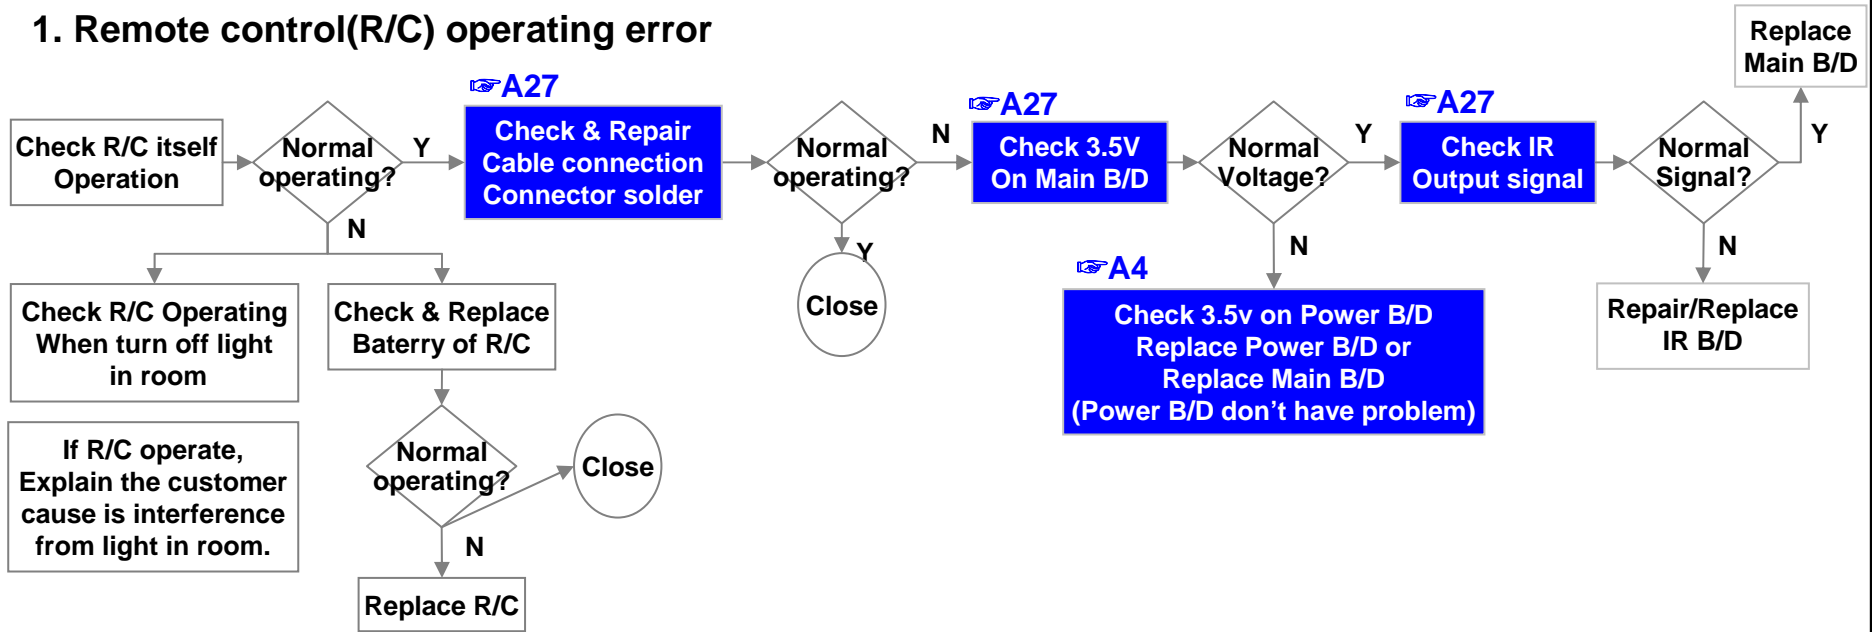 1. Remote control(R/C) operating error
Check R/C itself
Operation
Normal
operating?
Y
N
☞A27
Check & Repair
Cable connection
Connector solder
Normal
operating?
N
Y
Close
☞A27
Check 3.5V
On Main B/D
Normal
Voltage?
Y
N
☞A27
Check IR
Output signal
Normal
Signal?
Y
N
Replace
Main B/D
Repair/Replace
IR B/D
☞A4
Check 3.5v on Power B/D
Replace Power B/D or
Replace Main B/D
(Power B/D don’t have problem)
Check R/C Operating
When turn off light
in room
Check & Replace
Baterry of R/C
If R/C operate,
Explain the customer
cause is interference
from light in room.
Normal
operating?
Close
N
Replace R/C